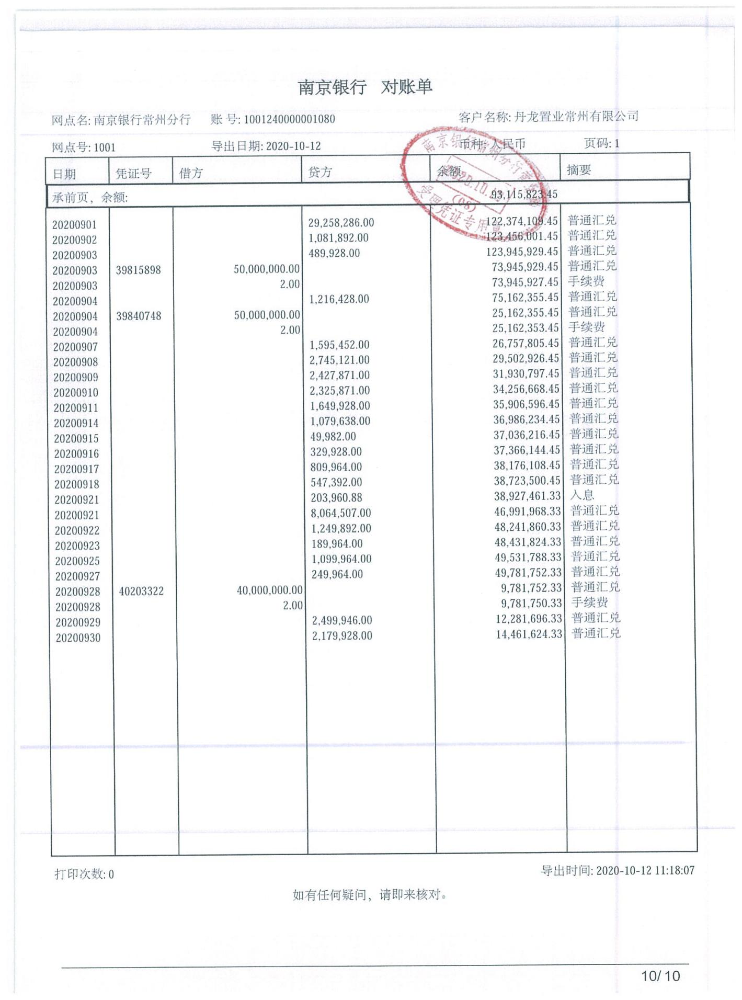 南京银行 对账单
网点名: 南京银行常州分行 账 号: 1001240000001080 客户名称: 丹龙置业常州有限公司
网点号: 1001 导出日期: 2020-10-12 币种: 人民币 页码: 1
日期 凭证号 借方 贷方 余额 摘要
承前页，余额: 93,115,823.45
20200901 29,258,286.00 122,374,109.45 普通汇兑
20200902 1,081,892.00 123,456,001.45 普通汇兑
20200903 489,928.00 123,945,929.45 普通汇兑
20200903 39815898 50,000,000.00 73,945,929.45 普通汇兑
20200903 2.00 73,945,927.45 手续费
20200904 1,216,428.00 75,162,355.45 普通汇兑
20200904 39840748 50,000,000.00 25,162,355.45 普通汇兑
20200904 2.00 25,162,353.45 手续费
20200907 1,595,452.00 26,757,805.45 普通汇兑
20200908 2,745,121.00 29,502,926.45 普通汇兑
20200909 2,427,871.00 31,930,797.45 普通汇兑
20200910 2,325,871.00 34,256,668.45 普通汇兑
20200911 1,649,928.00 35,906,596.45 普通汇兑
20200914 1,079,638.00 36,986,234.45 普通汇兑
20200915 49,982.00 37,036,216.45 普通汇兑
20200916 329,928.00 37,366,144.45 普通汇兑
20200917 809,964.00 38,176,108.45 普通汇兑
20200918 547,392.00 38,723,500.45 普通汇兑
20200921 203,960.88 38,927,461.33 入息
20200921 8,064,507.00 46,991,968.33 普通汇兑
20200922 1,249,892.00 48,241,860.33 普通汇兑
20200923 189,964.00 48,431,824.33 普通汇兑
20200925 1,099,964.00 49,531,788.33 普通汇兑
20200927 249,964.00 49,781,752.33 普通汇兑
20200928 40203322 40,000,000.00 9,781,752.33 普通汇兑
20200928 2.00 9,781,750.33 手续费
20200929 2,499,946.00 12,281,696.33 普通汇兑
20200930 2,179,928.00 14,461,624.33 普通汇兑
南京银行常州分行
(08)
受理凭证专用章
打印次数: 0 导出时间: 2020-10-12 11:18:07
如有任何疑问，请即来核对。
10/ 10